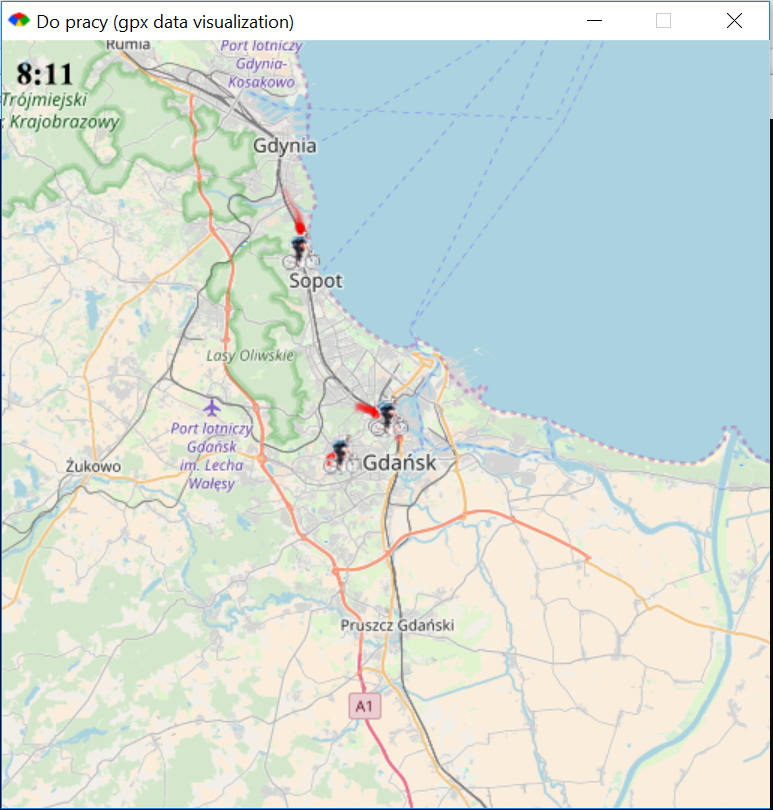 Do pracy (gpx data visualization)
Rumia
Port lotniczy
Gdynia-
Kosakowo
8:11
Trójmiejski
Krajobrazowy
Gdynia
Sopot
Lasy Oliwskie
Port lotniczy
Gdańsk
im. Lecha
Wałęsy
Żukowo
Gdańsk
Pruszcz Gdański
A1